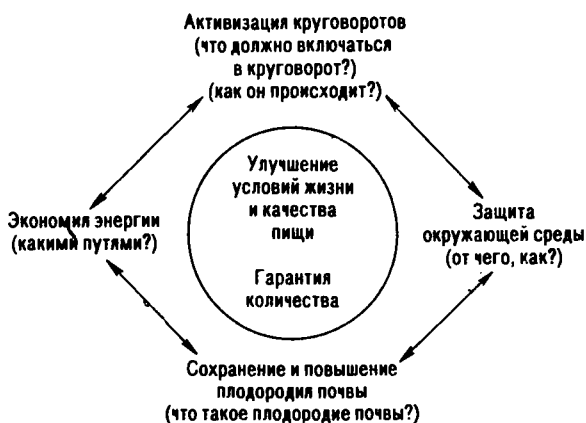 Активизация круговоротов
(что должно включаться
в круговорот?)
(как он происходит?)
Улучшение
условий жизни
и качества
пищи
Гарантия
количества
Экономия энергии
(какими путями?)
Защита
окружающей среды
(от чего, как?)
Сохранение и повышение
плодородия почвы
(что такое плодородие почвы?)